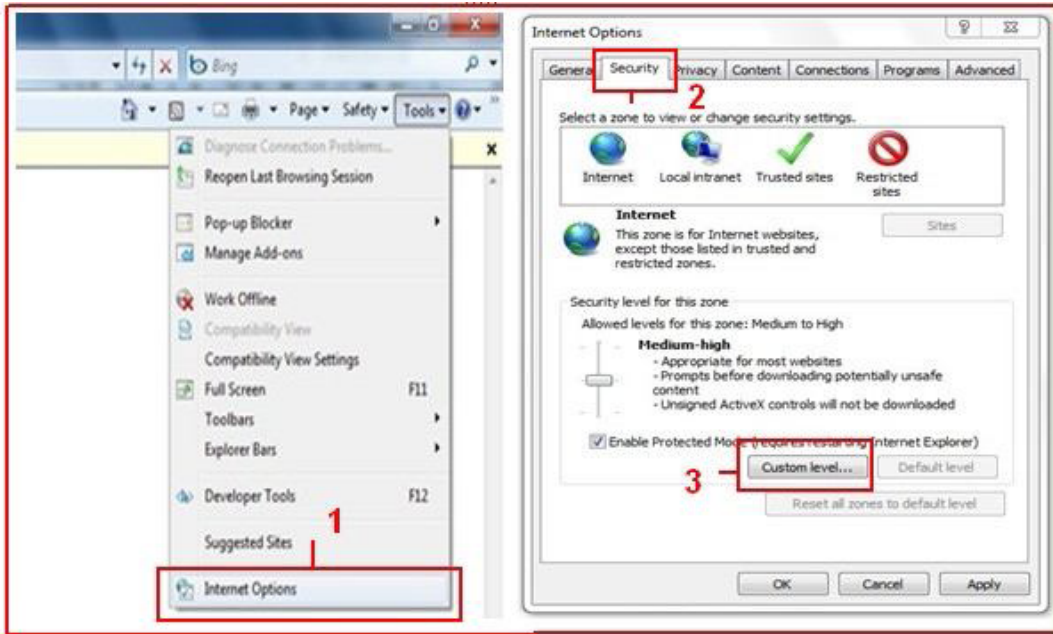 Bing
Page Safety Tools
Diagnose Connection Problems...
Reopen Last Browsing Session
Pop-up Blocker
Manage Add-ons
Work Offline
Compatibility View
Compatibility View Settings
Full Screen F11
Toolbars
Explorer Bars
Developer Tools F12
1
Suggested Sites
Internet Options
Internet Options
General Security Privacy Content Connections Programs Advanced
2
Select a zone to view or change security settings.
Internet Local intranet Trusted sites Restricted
sites
Internet
Sites
This zone is for Internet websites,
except those listed in trusted and
restricted zones.
Security level for this zone
Allowed levels for this zone: Medium to High
Medium-high
- Appropriate for most websites
- Prompts before downloading potentially unsafe
content
- Unsigned ActiveX controls will not be downloaded
Enable Protected Mode (requires restarting Internet Explorer)
3
Custom level... Default level
Reset all zones to default level
OK Cancel Apply